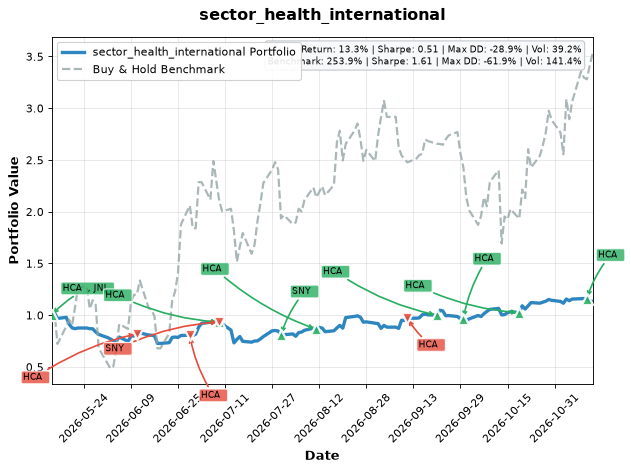 sector_health_international
sector_health_international Portfolio
Buy & Hold Benchmark
Return: 13.3% | Sharpe: 0.51 | Max DD: -28.9% | Vol: 39.2%
253.9% | Sharpe: 1.61 | Max DD: -61.9% | Vol: 141.4%
Portfolio Value
3.5
3.0
2.5
2.0
1.5
1.0
0.5
HCA
HCA
HCA
HCA
HCA
HCA
SNY
HCA
HCA
SNY
HCA
HCA
HCA
2026-05-24
2026-06-09
2026-06-25
2026-07-11
2026-07-27
2026-08-12
2026-08-28
2026-09-13
2026-09-29
2026-10-15
2026-10-31
Date